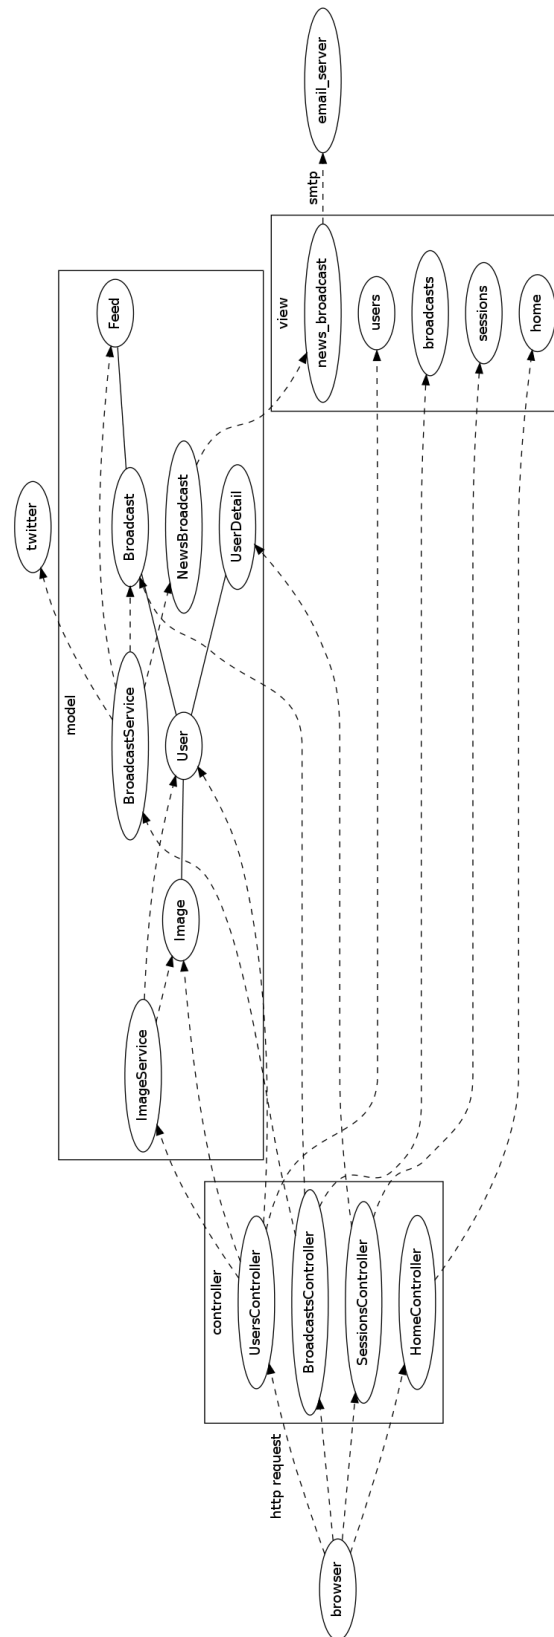 browser
http request
controller
UsersController
BroadcastsController
SessionsController
HomeController
model
ImageService
Image
BroadcastService
User
twitter
Broadcast
NewsBroadcast
UserDetail
Feed
view
news_broadcast
users
broadcasts
sessions
home
smtp
email_server